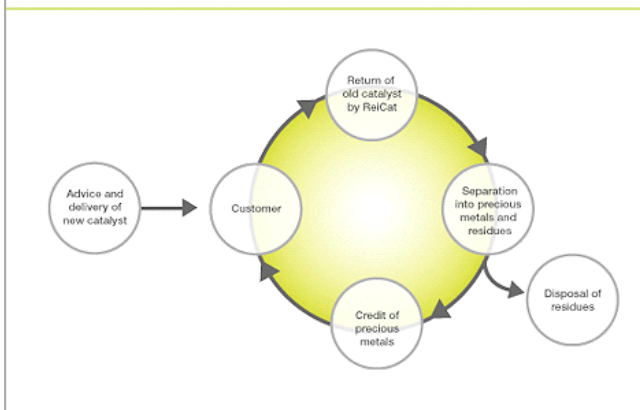 Return of
old catalyst
by ReiCat
Advice and
delivery of
new catalyst
Customer
Separation
into precious
metals and
residues
Disposal of
residues
Credit of
precious
metals